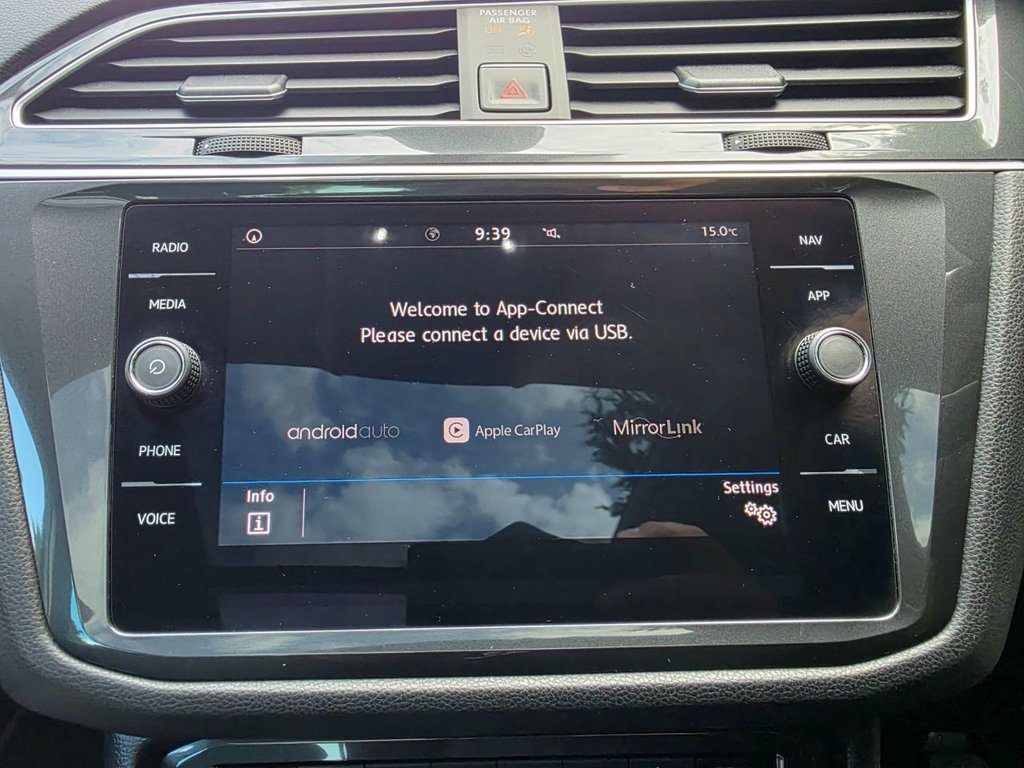 PASSENGER
AIR BAG
OFF
ON
RADIO
MEDIA
PHONE
VOICE
9:39
15.0°C
Welcome to App-Connect
Please connect a device via USB.
androidauto
Apple CarPlay
MirrorLink
Info
i
Settings
NAV
APP
CAR
MENU